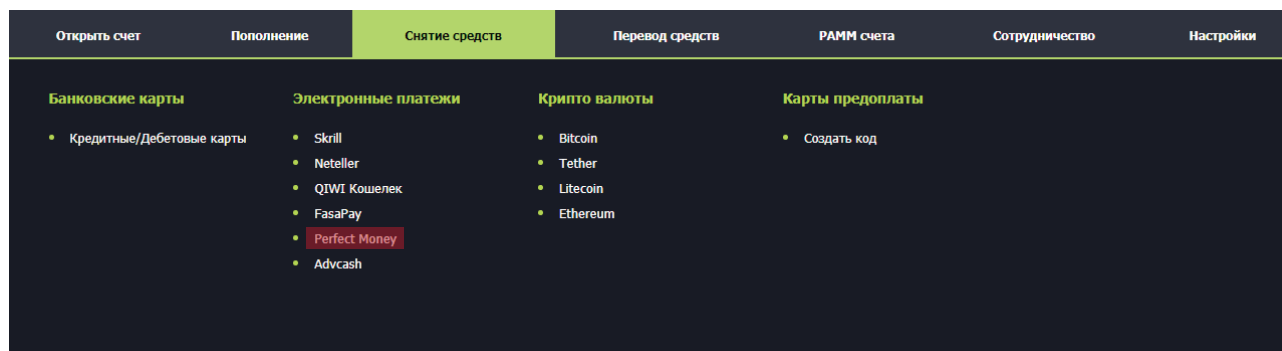 Открыть счет
Пополнение
Снятие средств
Перевод средств
PAMM счета
Сотрудничество
Настройки
Банковские карты
Кредитные/Дебетовые карты
Электронные платежи
Skrill
Neteller
QIWI Кошелек
FasaPay
Perfect Money
Advcash
Крипто валюты
Bitcoin
Tether
Litecoin
Ethereum
Карты предоплаты
Создать код